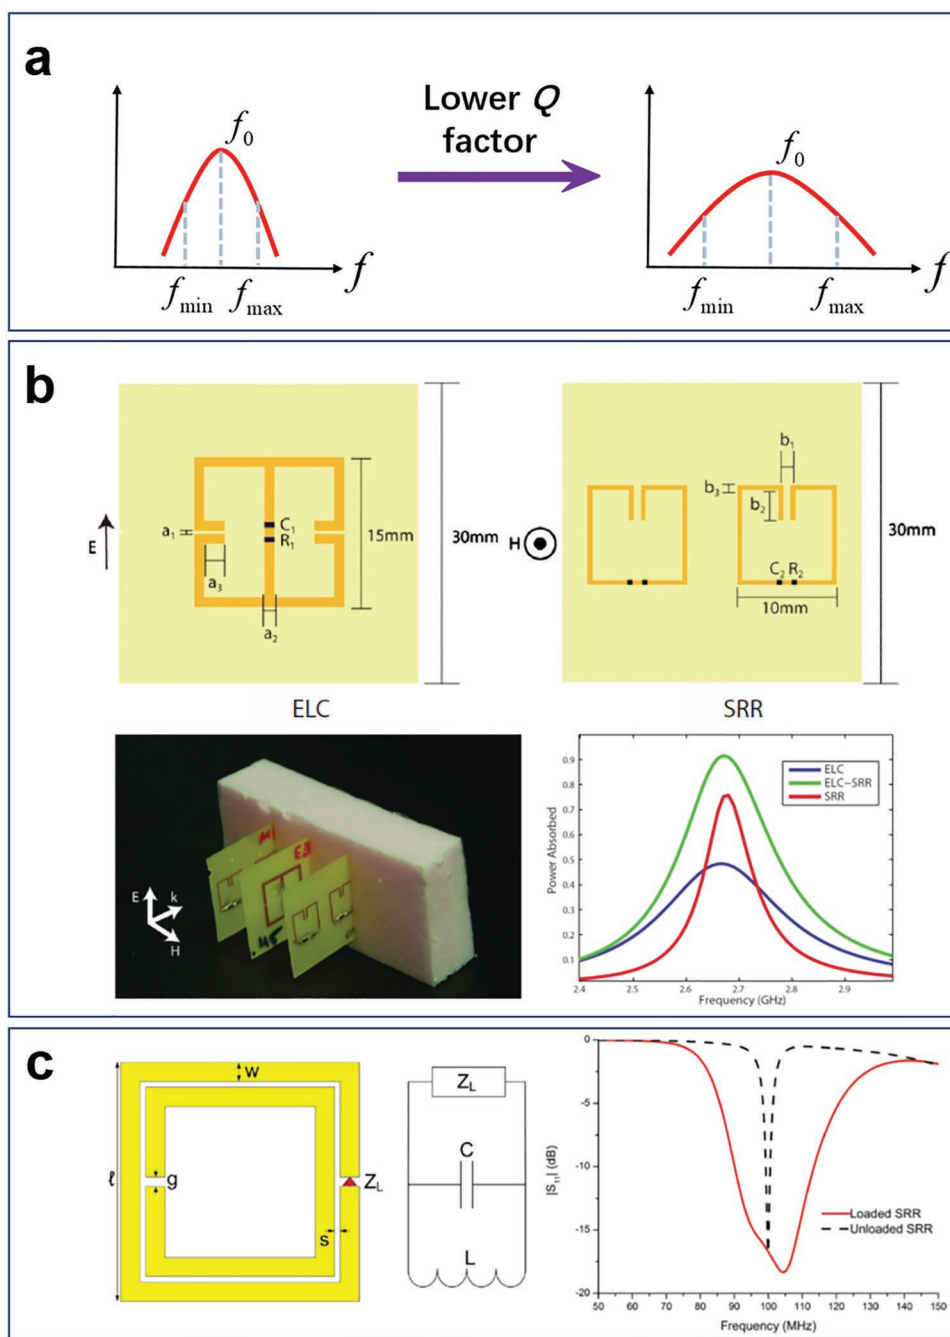 a
Lower Q
factor
f0
f
fmin
fmax
f0
f
fmin
fmax
b
E
a1
a3
a2
C1
R1
15mm
30mm
ELC
H
b1
b3
b2
C2 R2
10mm
30mm
SRR
E
k
H
E3
Power Absorbed
0.9
0.8
0.7
0.6
0.5
0.4
0.3
0.2
0.1
ELC
ELC-SRR
SRR
2.4
2.5
2.6
2.7
2.8
2.9
Frequency (GHz)
c
w
ℓ
g
s
ZL
ZL
C
L
|S11| (dB)
0
-5
-10
-15
-20
Loaded SRR
Unloaded SRR
50 60 70 80 90 100 110 120 130 140 150
Frequency (MHz)